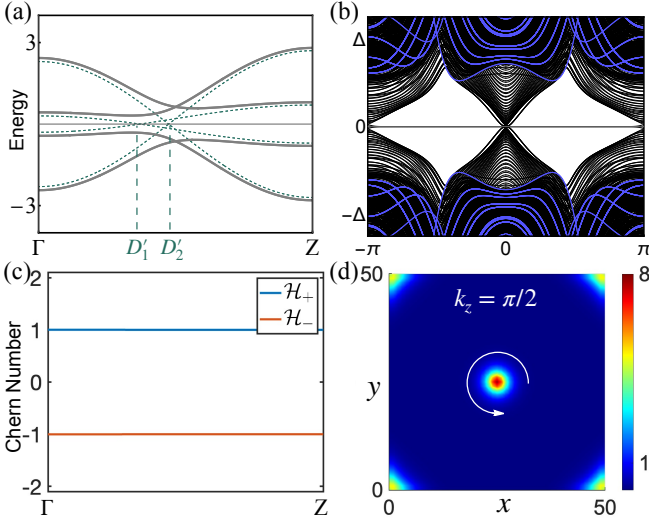 (a)
3
Energy
−3
Γ
D′₁
D′₂
Z
(b)
Δ
0
−Δ
−π
0
π
(c)
2
1
0
-1
-2
Chern Number
Γ
Z
ℋ₊
ℋ₋
(d)
50
y
0
0
x
50
k_z = π/2
8
1